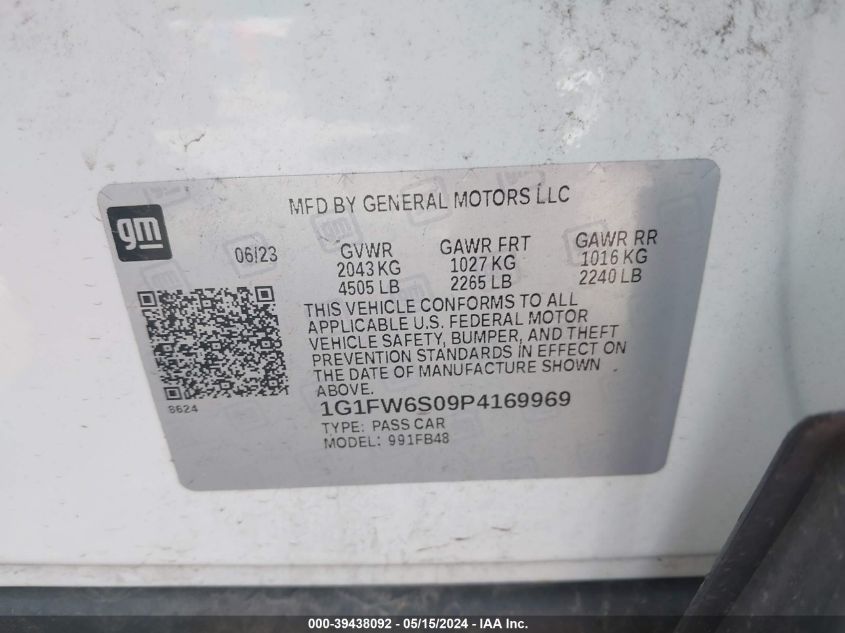 MFD BY GENERAL MOTORS LLC
gm
06/23 GVWR GAWR FRT GAWR RR
2043 KG 1027 KG 1016 KG
4505 LB 2265 LB 2240 LB
THIS VEHICLE CONFORMS TO ALL
APPLICABLE U.S. FEDERAL MOTOR
VEHICLE SAFETY, BUMPER, AND THEFT
PREVENTION STANDARDS IN EFFECT ON
THE DATE OF MANUFACTURE SHOWN
ABOVE.
8624
1G1FW6S09P4169969
TYPE: PASS CAR
MODEL: 991FB48
000-39438092 - 05/15/2024 - IAA Inc.